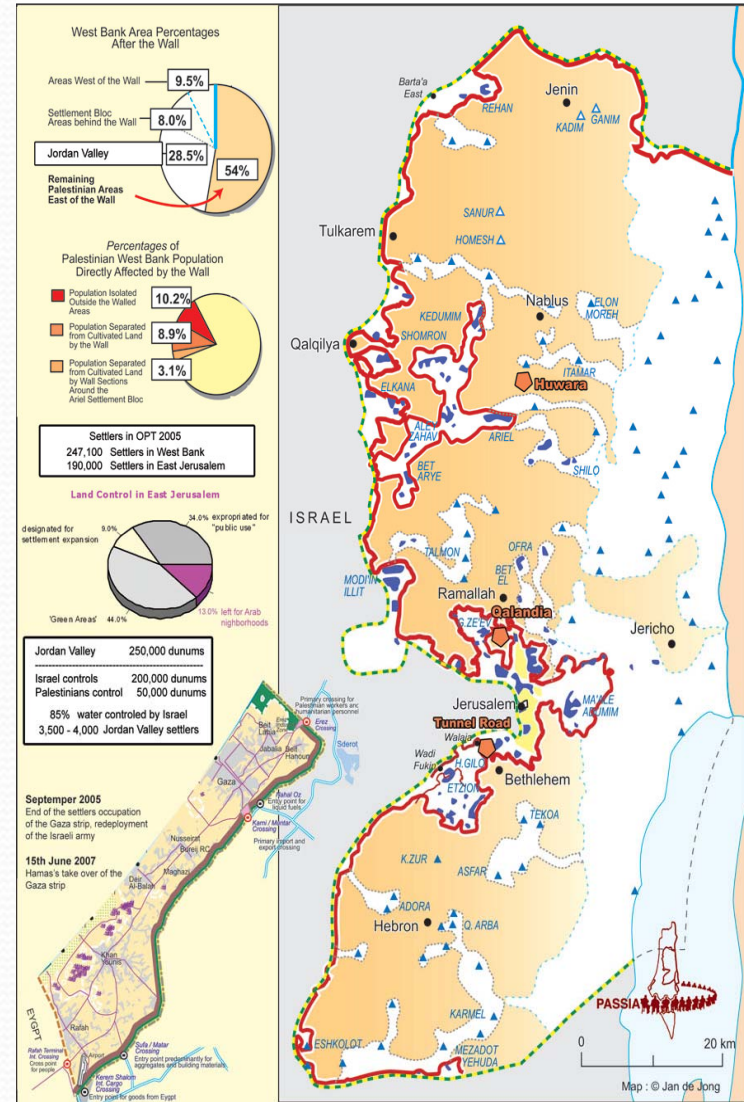 West Bank Area Percentages
After the Wall
Areas West of the Wall
9.5%
Settlement Bloc
Areas behind the Wall
8.0%
Jordan Valley
28.5%
Remaining
Palestinian Areas
East of the Wall
54%
Percentages of
Palestinian West Bank Population
Directly Affected by the Wall
Population Isolated
Outside the Walled
Areas
10.2%
Population Separated
from Cultivated Land
by the Wall
8.9%
Population Separated
from Cultivated Land
by Wall Sections
Around the
Ariel Settlement Bloc
3.1%
Settlers in OPT 2005
247,100 Settlers in West Bank
190,000 Settlers in East Jerusalem
Land Control in East Jerusalem
designated for
settlement expansion
9.0%
34.0% expropriated for
"public use"
'Green Areas'
44.0%
13.0% left for Arab
nighborhoods
Jordan Valley 250,000 dunums
Israel controls 200,000 dunums
Palestinians control 50,000 dunums
85% water controled by Israel
3,500 - 4,000 Jordan Valley settlers
Primary crossing for
Palestinian workers and
humanitarian personnel
Erez
Crossing
Beit
Lahia
Jabalia
Beit
Hanoun
Sderot
Gaza
Nahal Oz
Entry point for
liquid fuels
Karni / Muntar
Crossing
Primary import and
export crossing
Septemper 2005
End of the settlers occupation
of the Gaza strip, redeployment
of the Israeli army
15th June 2007
Hamas's take over of the
Gaza strip
Nusseirat
Bureij RC
Maghazi
Deir
Al-Balah
Khan
Younis
EYGPT
Rafah
Rafah Terminal
Int. Crossing
Cross point
for people
Airport
Sufa / Matar
Crossing
Entry point predominantly for
aggregates and building materials
Kerem Shalom
Int. Cargo
Crossing
Entry point for goods from Eygpt
Barta'a
East
REHAN
Jenin
KADIM
GANIM
SANUR
HOMESH
Tulkarem
Nablus
ELON
MOREH
KEDUMIM
SHOMRON
Qalqilya
ITAMAR
Huwara
ELKANA
ALEY
ZAHAV
ARIEL
SHILO
BET
ARYE
ISRAEL
TALMON
OFRA
BET
EL
MODI'IN
ILLIT
Ramallah
Qalandia
G.ZE'EV
Jericho
Jerusalem
MA'ALE
ADUMIM
Tunnel Road
Walaja
Wadi
Fukin
H.GILO
Bethlehem
ETZION
TEKOA
K.ZUR
ASFAR
ADORA
Hebron
Q. ARBA
KARMEL
ESHKOLOT
MEZADOT
YEHUDA
PASSIA
0 20 km
Map : © Jan de Jong